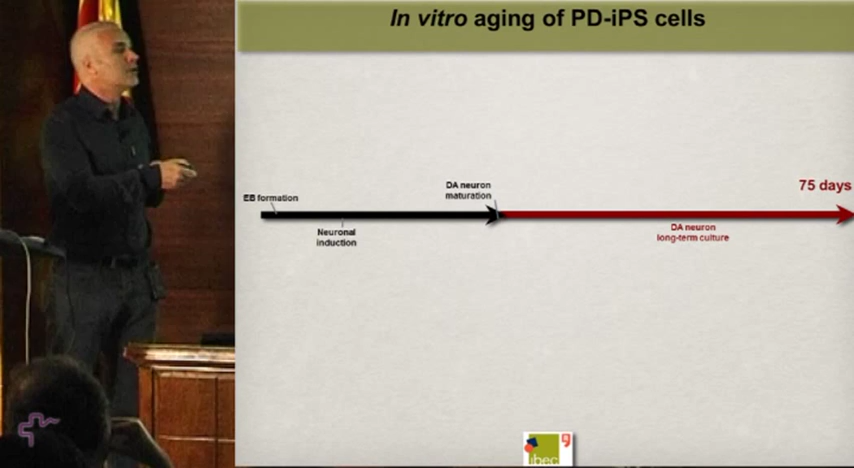 In vitro aging of PD-iPS cells
75 days
DA neuron
maturation
EB formation
Neuronal
induction
DA neuron
long-term culture
ibec